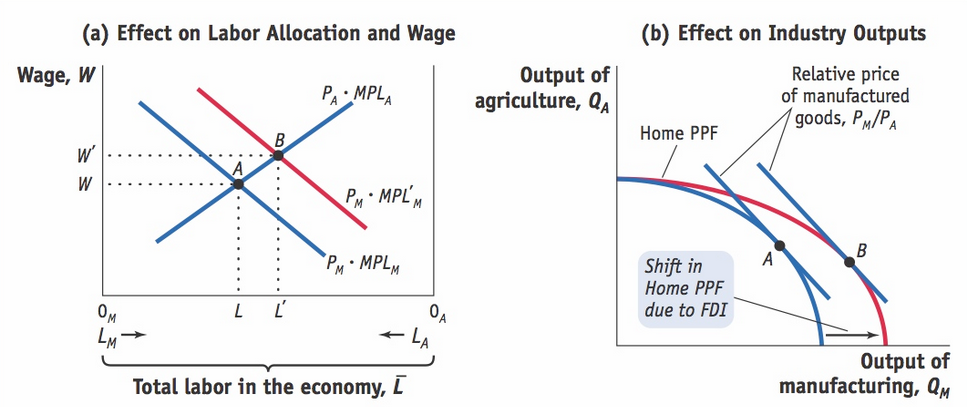 (a) Effect on Labor Allocation and Wage
Wage, W
P_A · MPL_A
B
W′
A
W
P_M · MPL′_M
P_M · MPL_M
0_M
L
L′
0_A
L_M
L_A
Total labor in the economy, L̅
(b) Effect on Industry Outputs
Output of
agriculture, Q_A
Relative price
of manufactured
goods, P_M/P_A
Home PPF
A
B
Shift in
Home PPF
due to FDI
Output of
manufacturing, Q_M